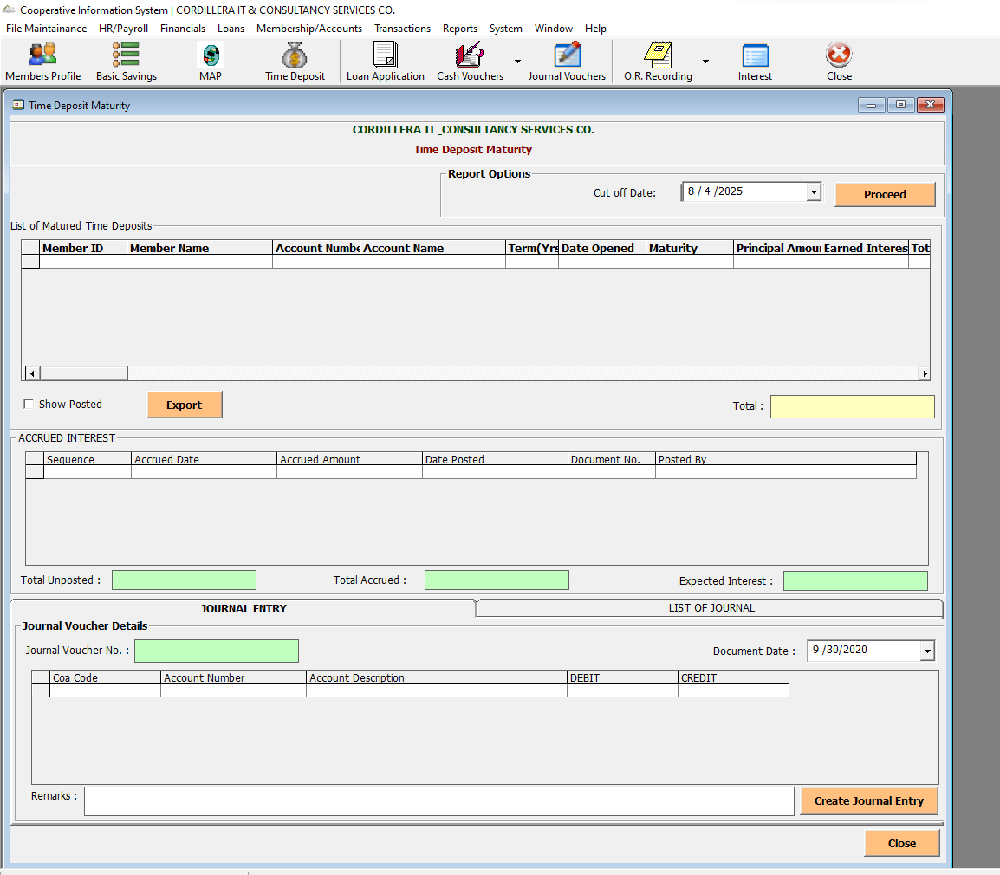 Cooperative Information System | CORDILLERA IT & CONSULTANCY SERVICES CO.
File Maintainance HR/Payroll Financials Loans Membership/Accounts Transactions Reports System Window Help
Members Profile Basic Savings MAP Time Deposit Loan Application Cash Vouchers Journal Vouchers O.R. Recording Interest Close
Time Deposit Maturity
CORDILLERA IT _CONSULTANCY SERVICES CO.
Time Deposit Maturity
Report Options
Cut off Date: 8 / 4 /2025 Proceed
List of Matured Time Deposits
Member ID Member Name Account Numbe Account Name Term(Yrs Date Opened Maturity Principal Amou Earned Interes Tot
Show Posted Export Total :
ACCRUED INTEREST
Sequence Accrued Date Accrued Amount Date Posted Document No. Posted By
Total Unposted : Total Accrued : Expected Interest :
JOURNAL ENTRY LIST OF JOURNAL
Journal Voucher Details
Journal Voucher No. : Document Date : 9 /30/2020
Coa Code Account Number Account Description DEBIT CREDIT
Remarks : Create Journal Entry
Close